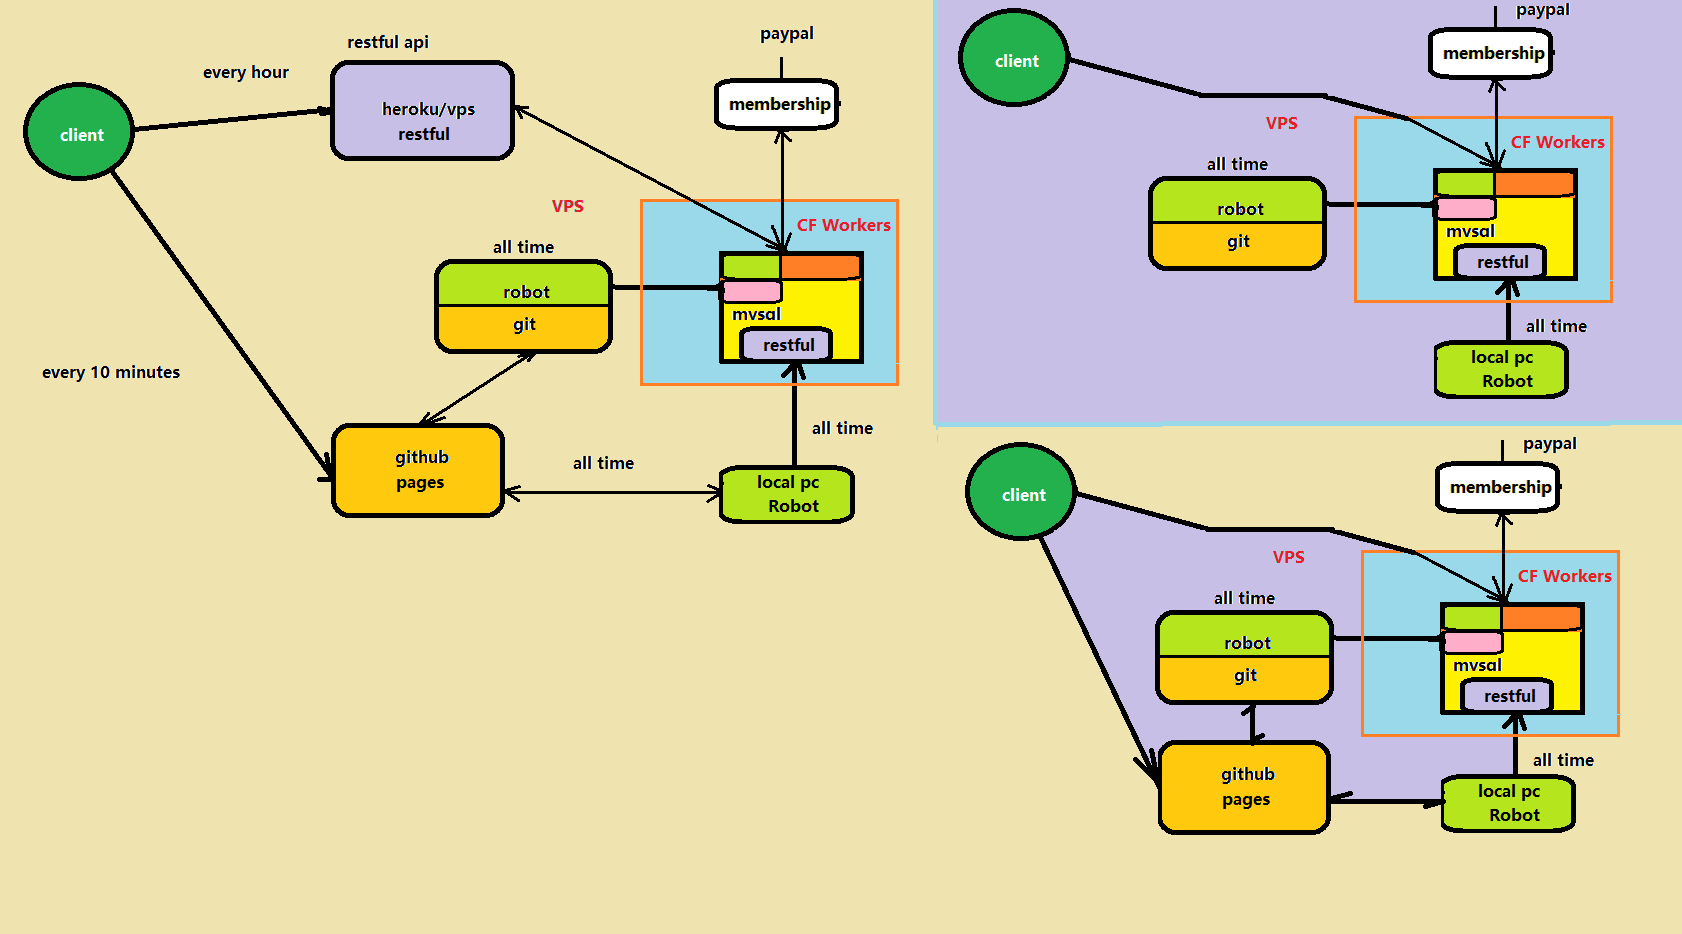 restful api
every hour
heroku/vps
restful
client
paypal
membership
VPS
CF Workers
all time
robot
git
mysql
restful
every 10 minutes
github
pages
all time
all time
local pc
Robot
client
paypal
membership
VPS
CF Workers
all time
robot
git
mysql
restful
all time
local pc
Robot
client
paypal
membership
VPS
CF Workers
all time
robot
git
mysql
restful
github
pages
all time
local pc
Robot